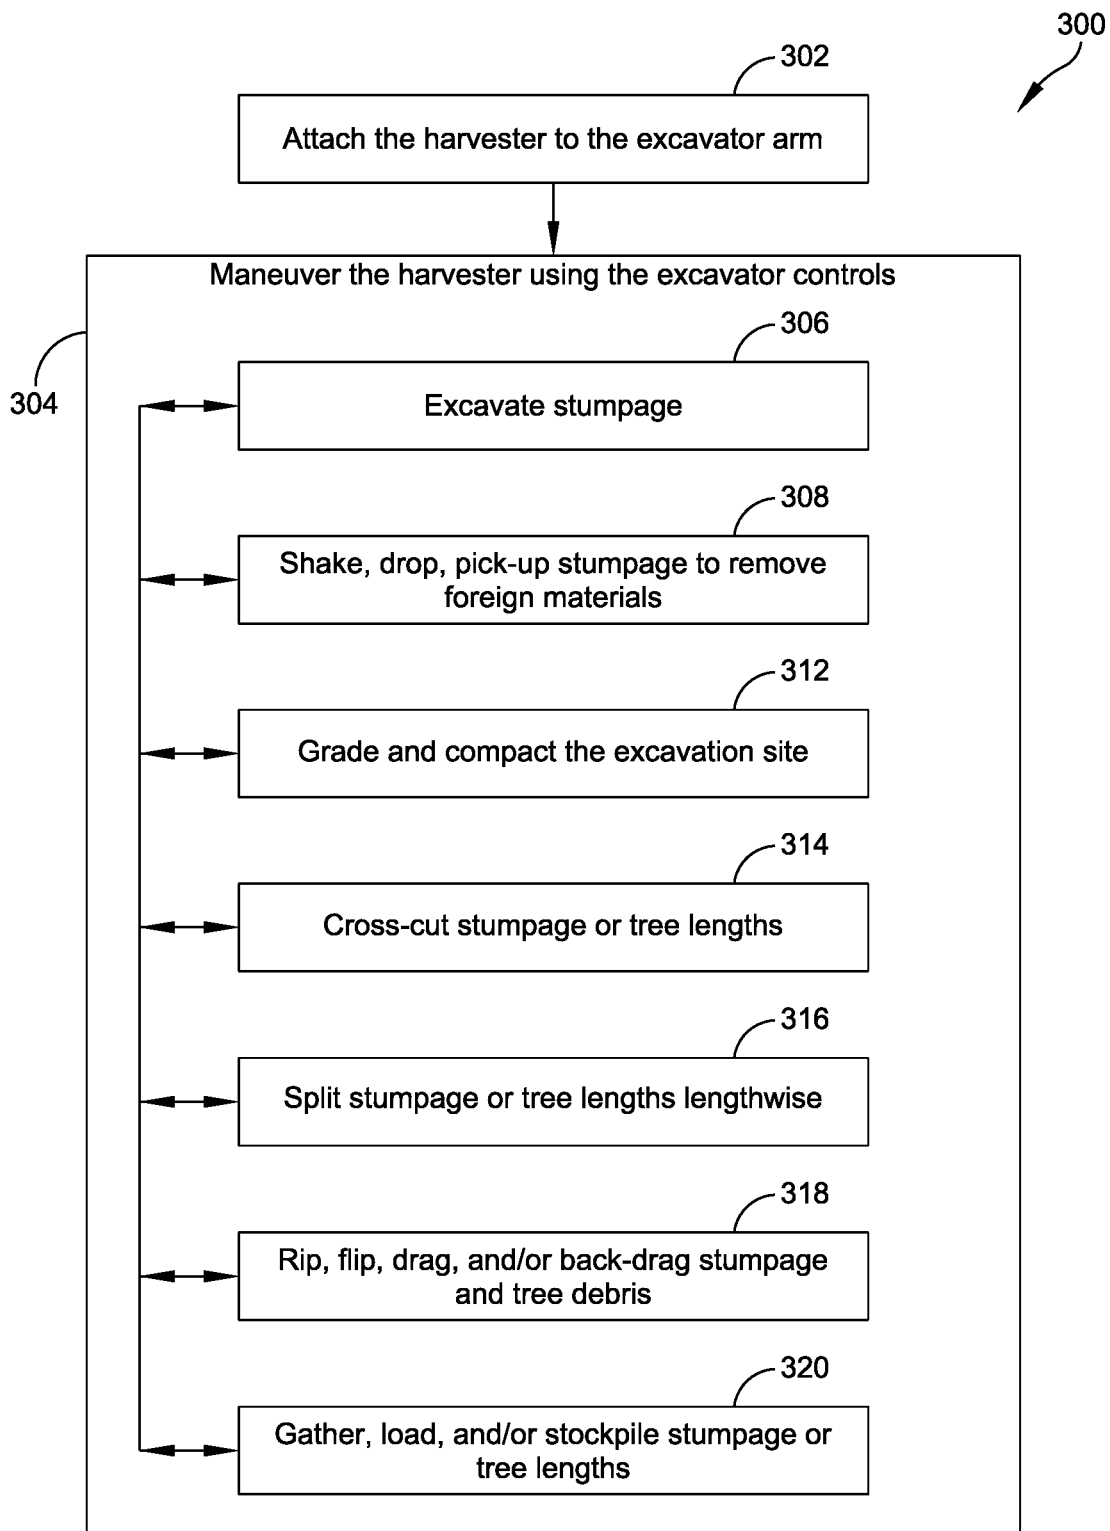 300
302
Attach the harvester to the excavator arm
Maneuver the harvester using the excavator controls
304
306
Excavate stumpage
308
Shake, drop, pick-up stumpage to remove
foreign materials
312
Grade and compact the excavation site
314
Cross-cut stumpage or tree lengths
316
Split stumpage or tree lengths lengthwise
318
Rip, flip, drag, and/or back-drag stumpage
and tree debris
320
Gather, load, and/or stockpile stumpage or
tree lengths